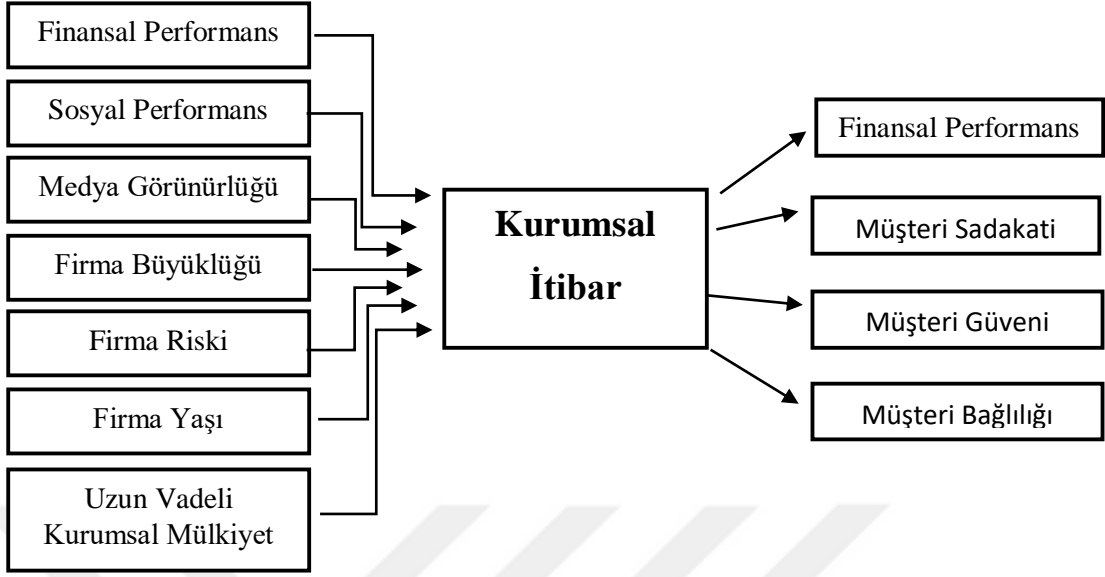 Finansal Performans
Sosyal Performans
Medya Görünürlüğü
Firma Büyüklüğü
Firma Riski
Firma Yaşı
Uzun Vadeli
Kurumsal Mülkiyet
Kurumsal
İtibar
Finansal Performans
Müşteri Sadakati
Müşteri Güveni
Müşteri Bağlılığı